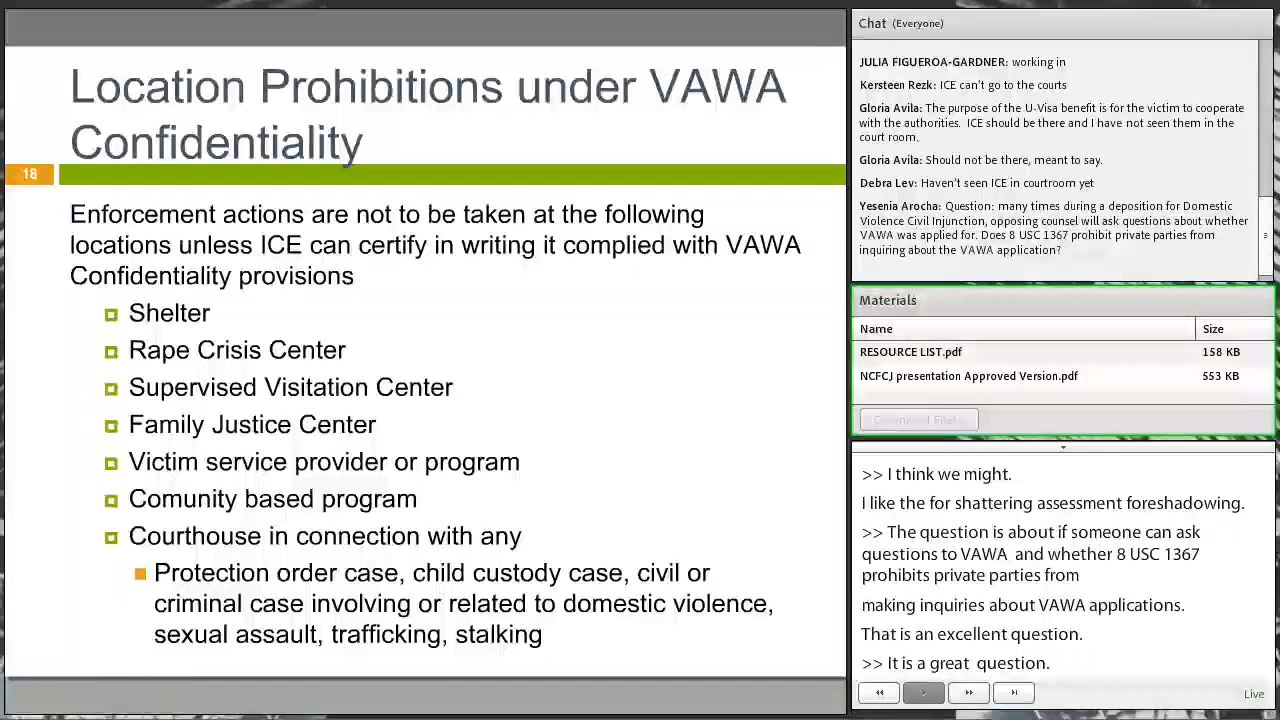 Location Prohibitions under VAWA
Confidentiality
18
Enforcement actions are not to be taken at the following
locations unless ICE can certify in writing it complied with VAWA
Confidentiality provisions
Shelter
Rape Crisis Center
Supervised Visitation Center
Family Justice Center
Victim service provider or program
Comunity based program
Courthouse in connection with any
Protection order case, child custody case, civil or
criminal case involving or related to domestic violence,
sexual assault, trafficking, stalking
Chat (Everyone)
JULIA FIGUEROA-GARDNER: working in
Kersteen Rezk: ICE can't go to the courts
Gloria Avila: The purpose of the U-Visa benefit is for the victim to cooperate
with the authorities. ICE should be there and I have not seen them in the
court room.
Gloria Avila: Should not be there, meant to say.
Debra Lev: Haven't seen ICE in courtroom yet
Yesenia Arocha: Question: many times during a deposition for Domestic
Violence Civil Injunction, opposing counsel will ask questions about whether
VAWA was applied for. Does 8 USC 1367 prohibit private parties from
inquiring about the VAWA application?
Materials
Name Size
RESOURCE LIST.pdf 158 KB
NCFCJ presentation Approved Version.pdf 553 KB
Download File(s)
>> I think we might.
I like the for shattering assessment foreshadowing.
>> The question is about if someone can ask
questions to VAWA and whether 8 USC 1367
prohibits private parties from
making inquiries about VAWA applications.
That is an excellent question.
>> It is a great question.
Live